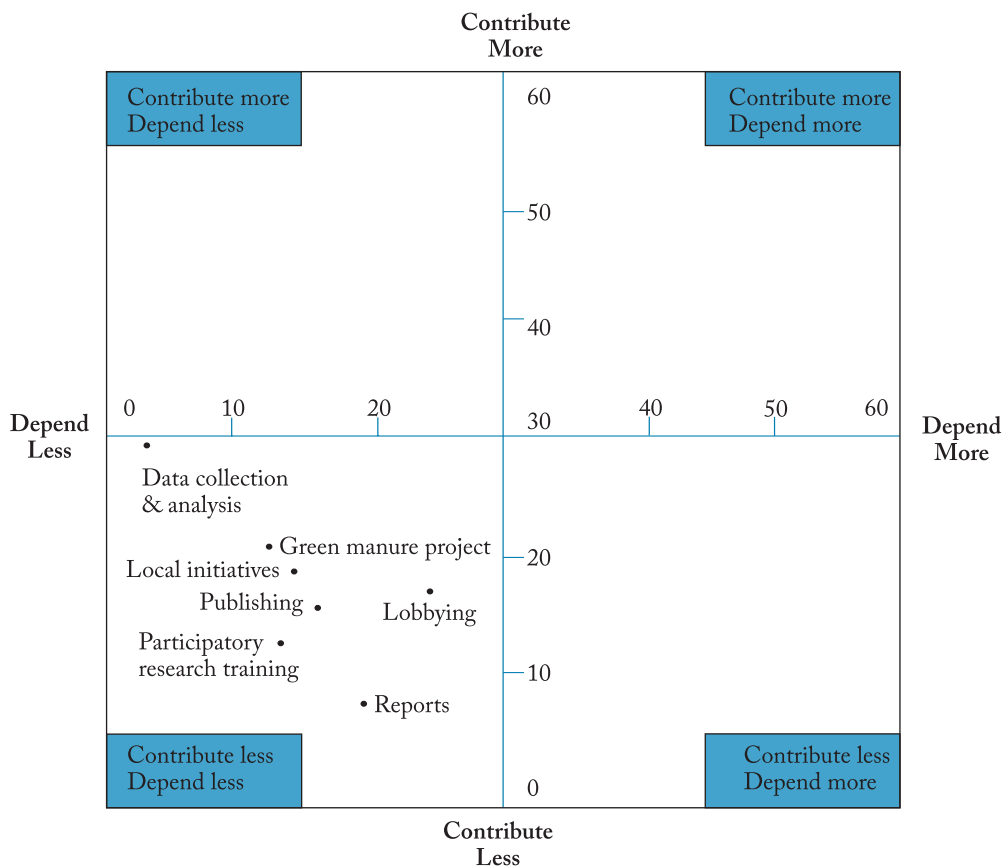 Contribute
More
Contribute more
Depend less
60
Contribute more
Depend more
50
40
Depend
Less
0
10
20
30
40
50
60
Depend
More
Data collection
& analysis
Green manure project
20
Local initiatives
Publishing
Lobbying
Participatory
research training
10
Reports
Contribute less
Depend less
0
Contribute less
Depend more
Contribute
Less